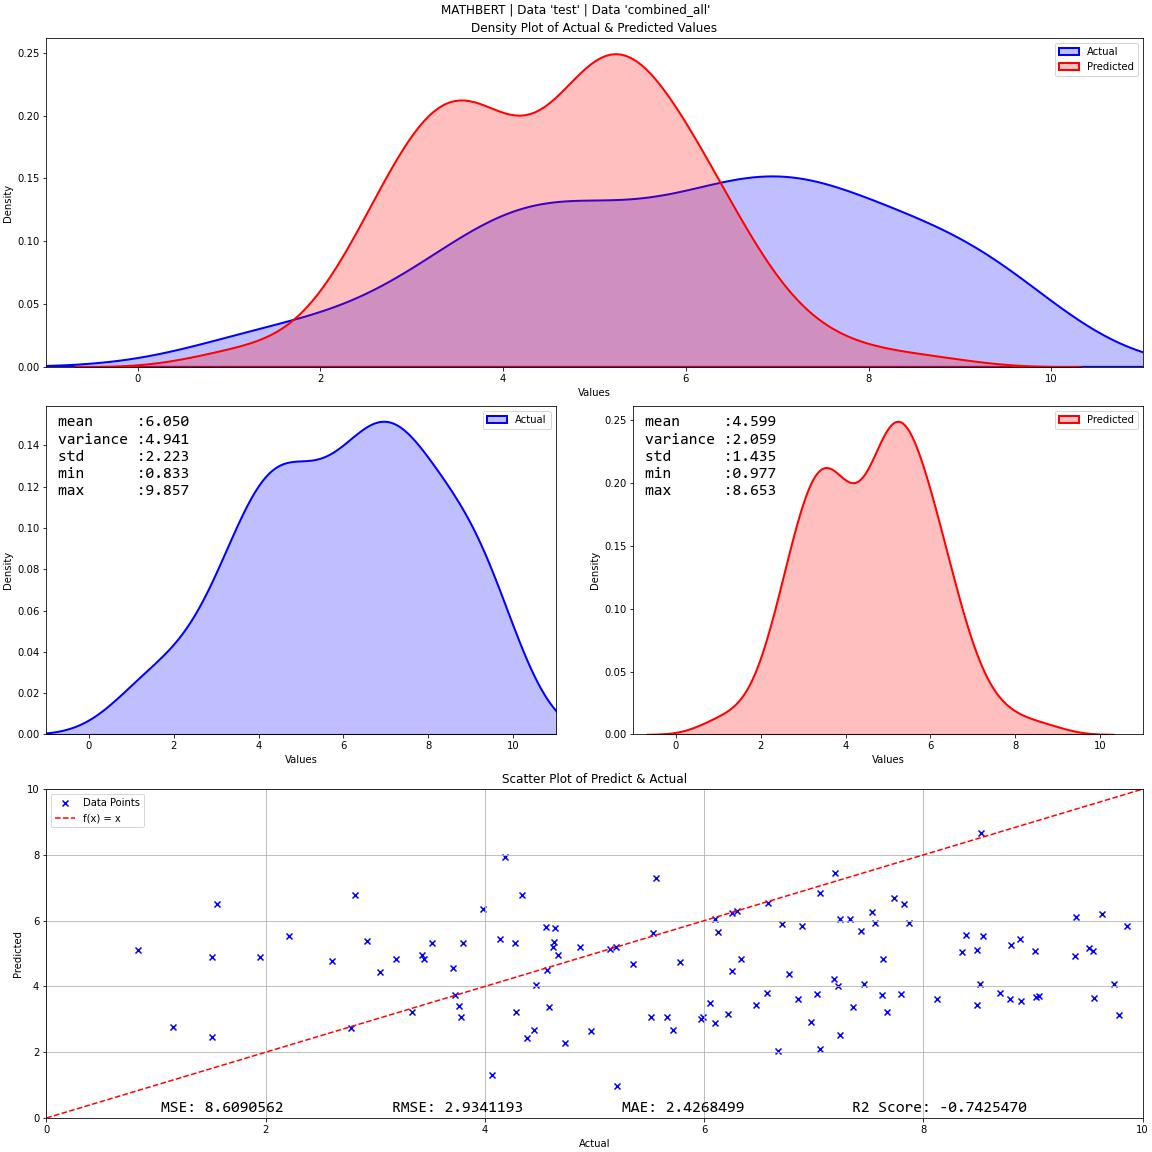 MATHBERT | Data 'test' | Data 'combined_all'
Density Plot of Actual & Predicted Values
Actual
Predicted
0.25
0.20
0.15
0.10
0.05
0.00
Density
0 2 4 6 8 10
Values
mean :6.050
variance :4.941
std :2.223
min :0.833
max :9.857
Actual
0.14
0.12
0.10
0.08
0.06
0.04
0.02
0.00
Density
0 2 4 6 8 10
Values
mean :4.599
variance :2.059
std :1.435
min :0.977
max :8.653
Predicted
0.25
0.20
0.15
0.10
0.05
0.00
Density
0 2 4 6 8 10
Values
Scatter Plot of Predict & Actual
Data Points
f(x) = x
10
8
6
4
2
0
Predicted
MSE: 8.6090562 RMSE: 2.9341193 MAE: 2.4268499 R2 Score: -0.7425470
0 2 4 6 8 10
Actual